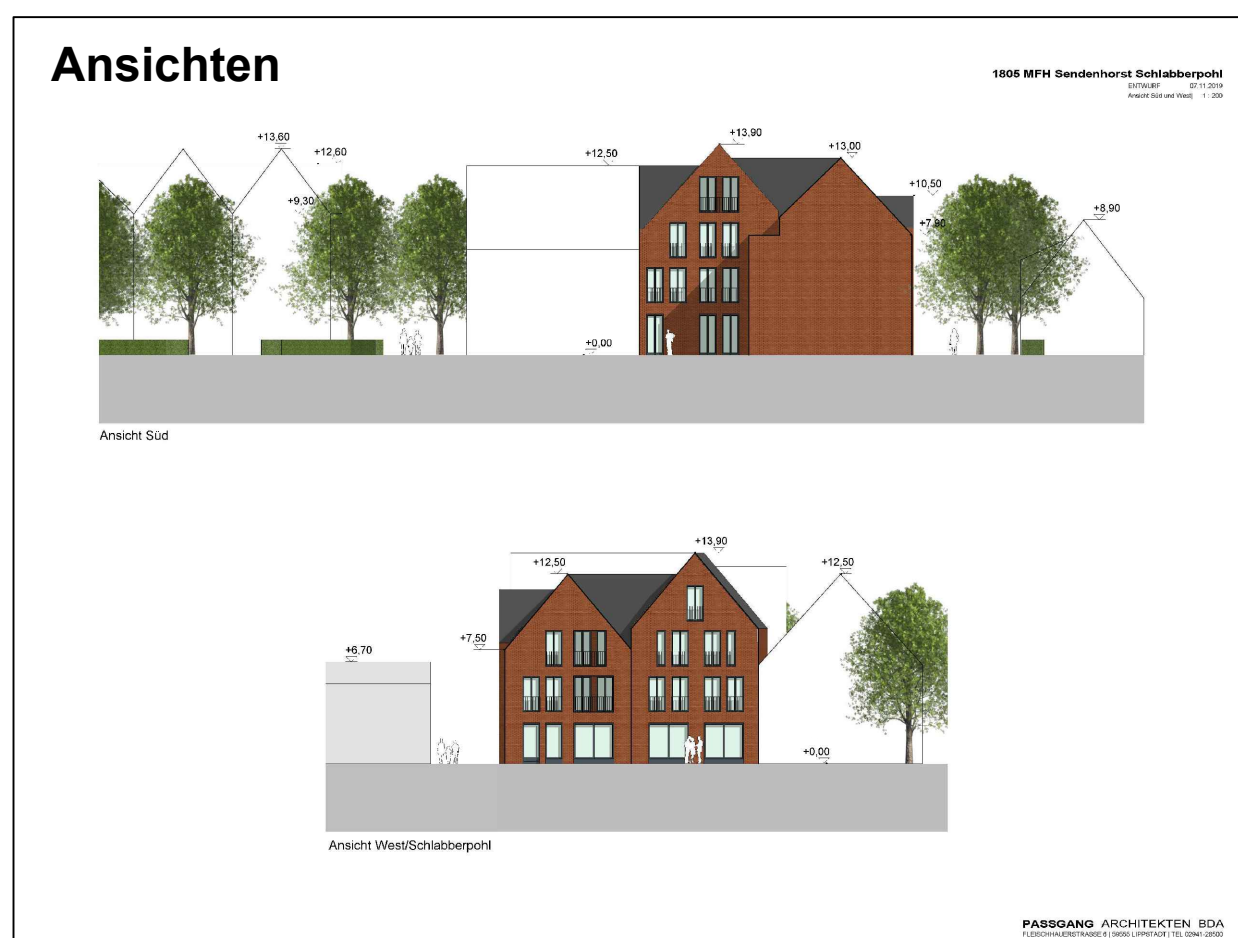 Ansichten
1805 MFH Sendenhorst Schlabberpohl
ENTWURF 07.11.2019
Ansicht Süd und West| 1 : 200
+13,60
+12,60
+9,30
+12,50
+13,90
+13,00
+10,50
+7,90
+8,90
+0,00
Ansicht Süd
+13,90
+12,50
+12,50
+7,50
+6,70
+0,00
Ansicht West/Schlabberpohl
PASSGANG ARCHITEKTEN BDA
FLEISCHHAUERSTRASSE 6 | 59555 LIPPSTADT | TEL 02941-28500